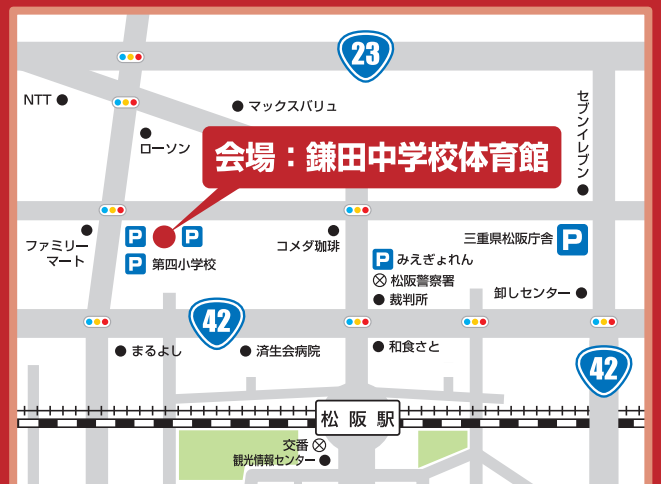 23
NTT
マックスバリュ
ローソン
セブンイレブン
会場：鎌田中学校体育館
ファミリー
マート
P
P
P
第四小学校
コメダ珈琲
三重県松阪庁舎
P
P
みえぎょれん
松阪警察署
裁判所
卸しセンター
42
まるよし
済生会病院
和食さと
42
松阪駅
交番
観光情報センター